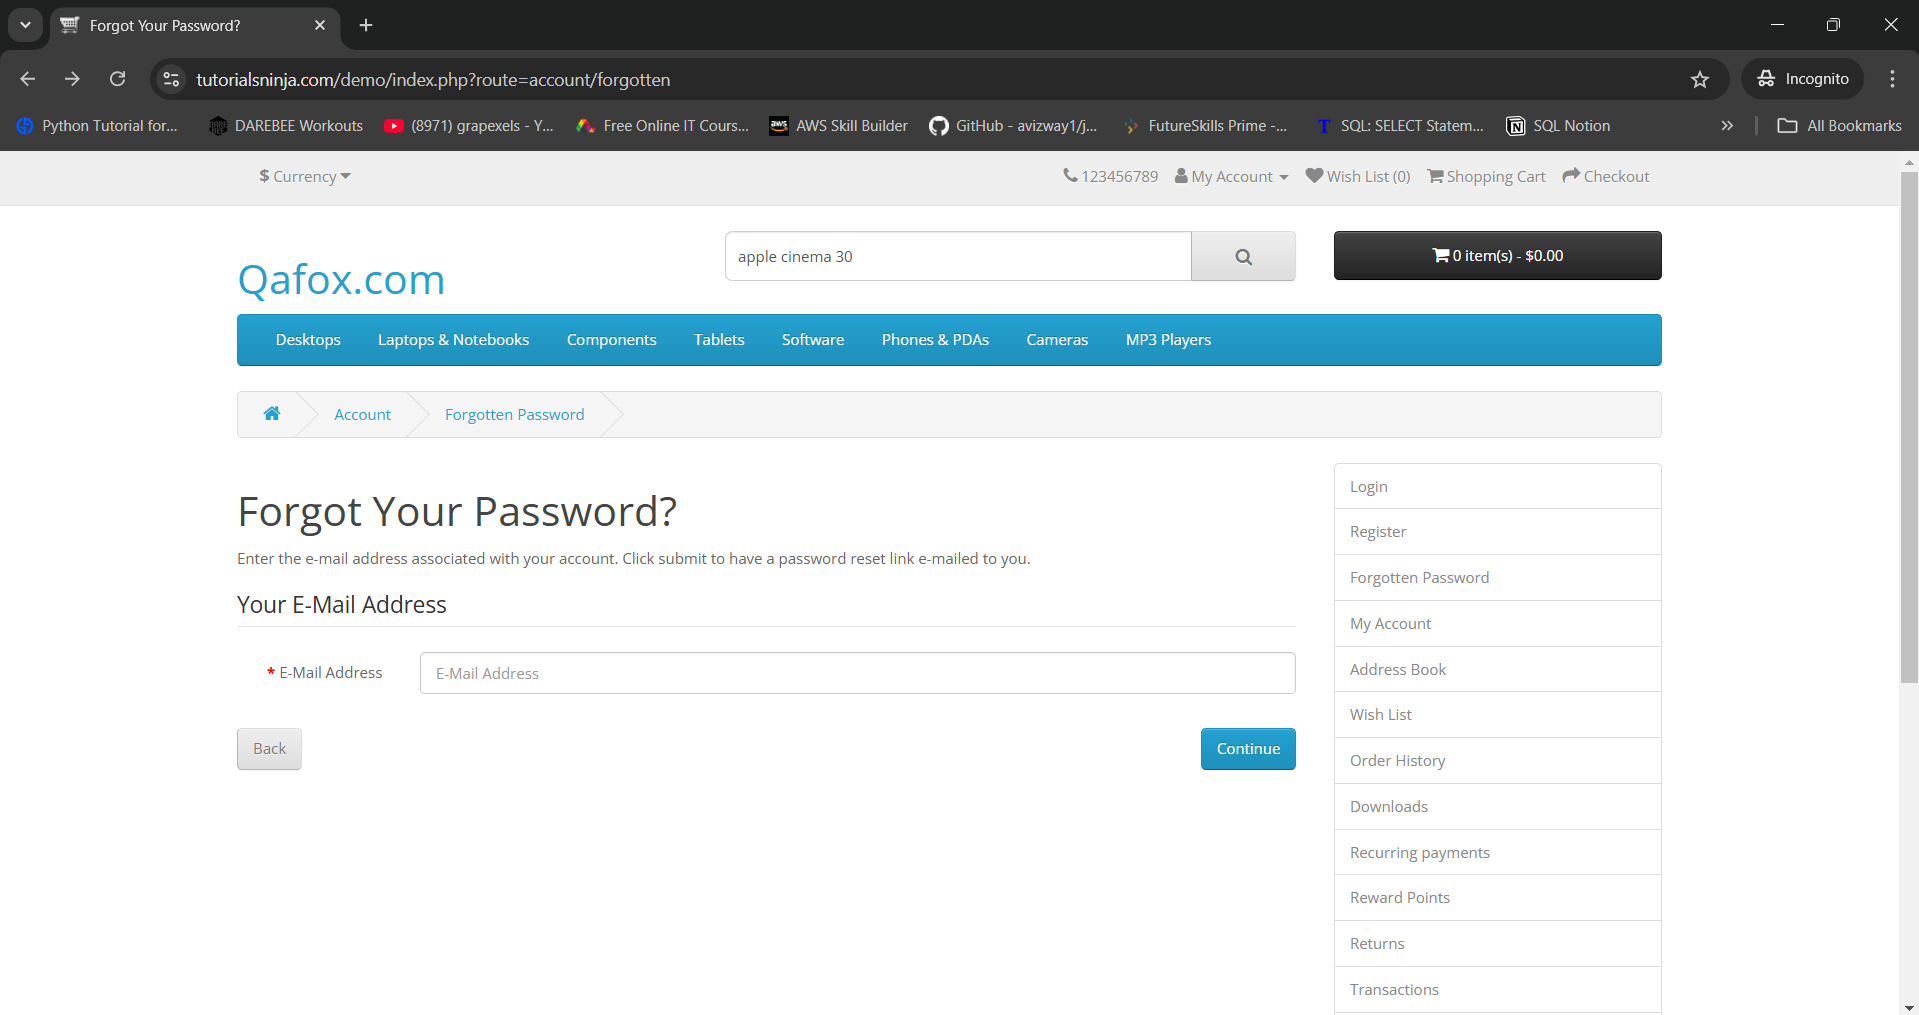 Forgot Your Password?
tutorialsninja.com/demo/index.php?route=account/forgotten
Incognito
Python Tutorial for...
DAREBEE Workouts
(8971) grapexels - Y...
Free Online IT Cours...
aws
AWS Skill Builder
GitHub - avizway1/j...
FutureSkills Prime -...
T
SQL: SELECT Statem...
SQL Notion
All Bookmarks
$ Currency
123456789
My Account
Wish List (0)
Shopping Cart
Checkout
Qafox.com
apple cinema 30
0 item(s) - $0.00
Desktops
Laptops & Notebooks
Components
Tablets
Software
Phones & PDAs
Cameras
MP3 Players
Account
Forgotten Password
Forgot Your Password?
Enter the e-mail address associated with your account. Click submit to have a password reset link e-mailed to you.
Your E-Mail Address
* E-Mail Address
E-Mail Address
Back
Continue
Login
Register
Forgotten Password
My Account
Address Book
Wish List
Order History
Downloads
Recurring payments
Reward Points
Returns
Transactions